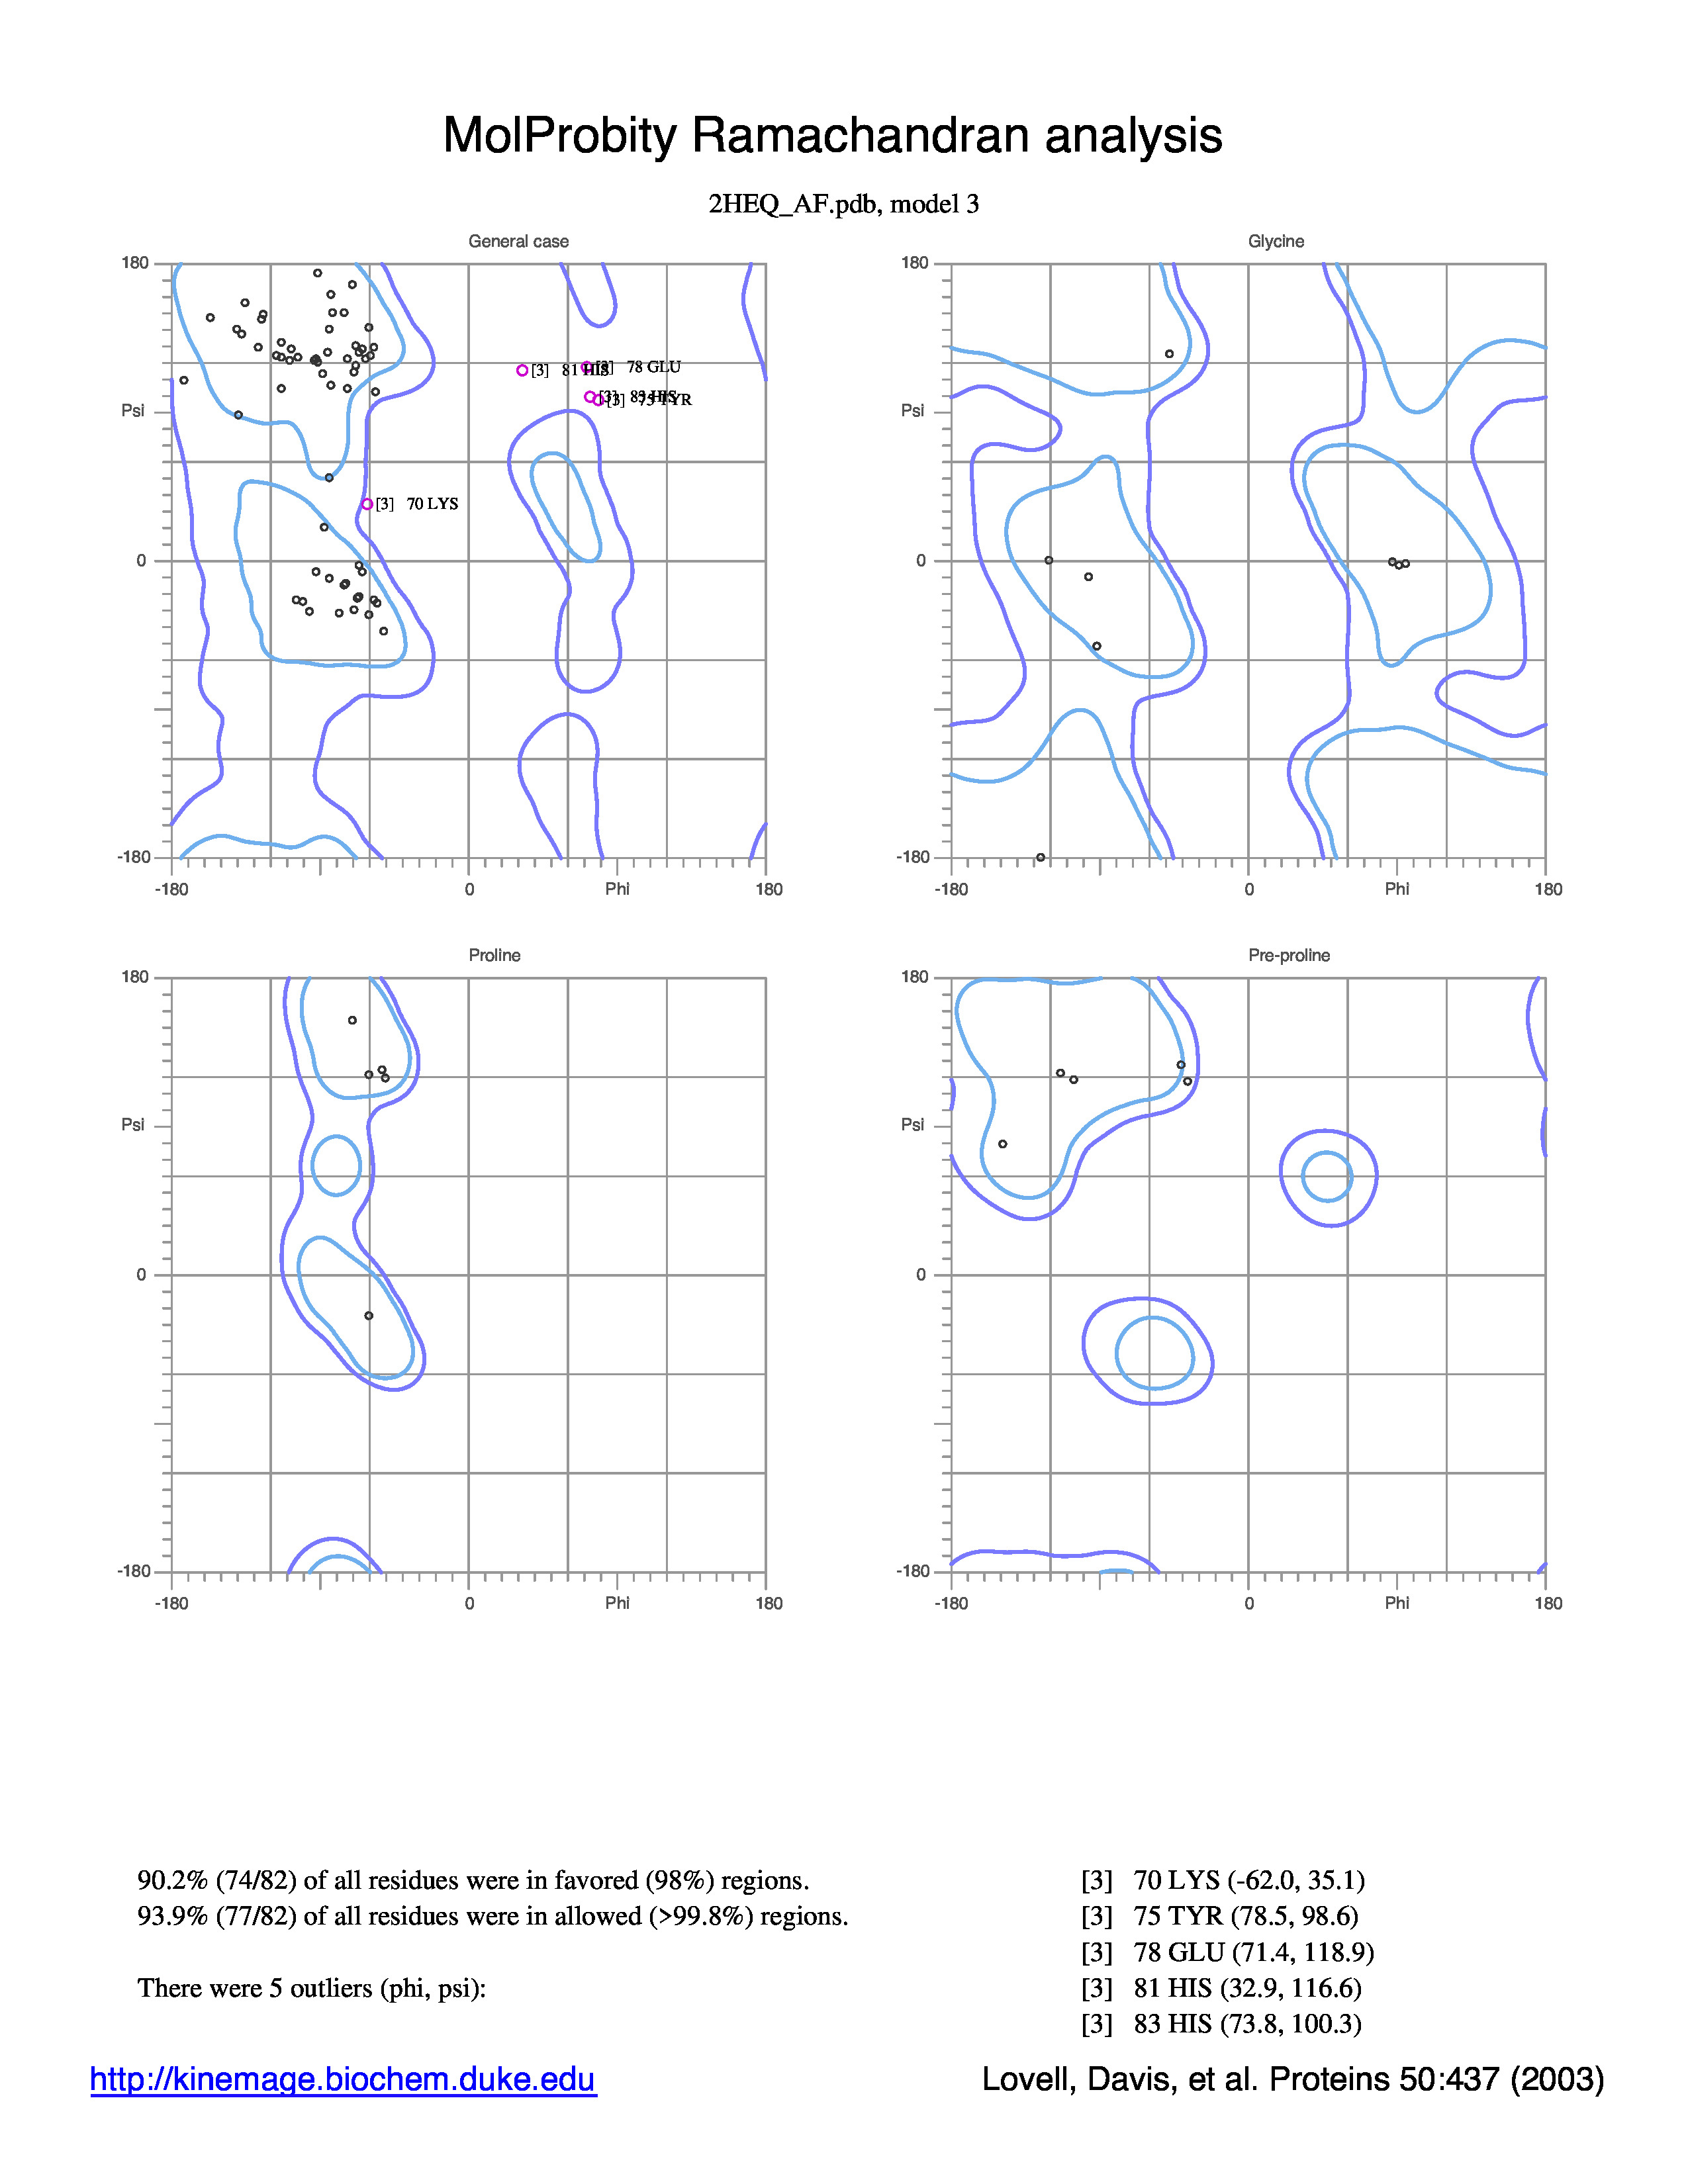 MolProbity Ramachandran analysis
2HEQ_AF.pdb, model 3
General case
180
Psi
0
-180
-180
0
Phi
180
[3] 81 HIS
[3] 78 GLU
[3] 83 HIS
[3] 75 TYR
[3] 70 LYS
Glycine
180
Psi
0
-180
-180
0
Phi
180
Proline
180
Psi
0
-180
-180
0
Phi
180
Pre-proline
180
Psi
0
-180
-180
0
Phi
180
90.2% (74/82) of all residues were in favored (98%) regions.
93.9% (77/82) of all residues were in allowed (>99.8%) regions.
There were 5 outliers (phi, psi):
[3] 70 LYS (-62.0, 35.1)
[3] 75 TYR (78.5, 98.6)
[3] 78 GLU (71.4, 118.9)
[3] 81 HIS (32.9, 116.6)
[3] 83 HIS (73.8, 100.3)
http://kinemage.biochem.duke.edu
Lovell, Davis, et al. Proteins 50:437 (2003)